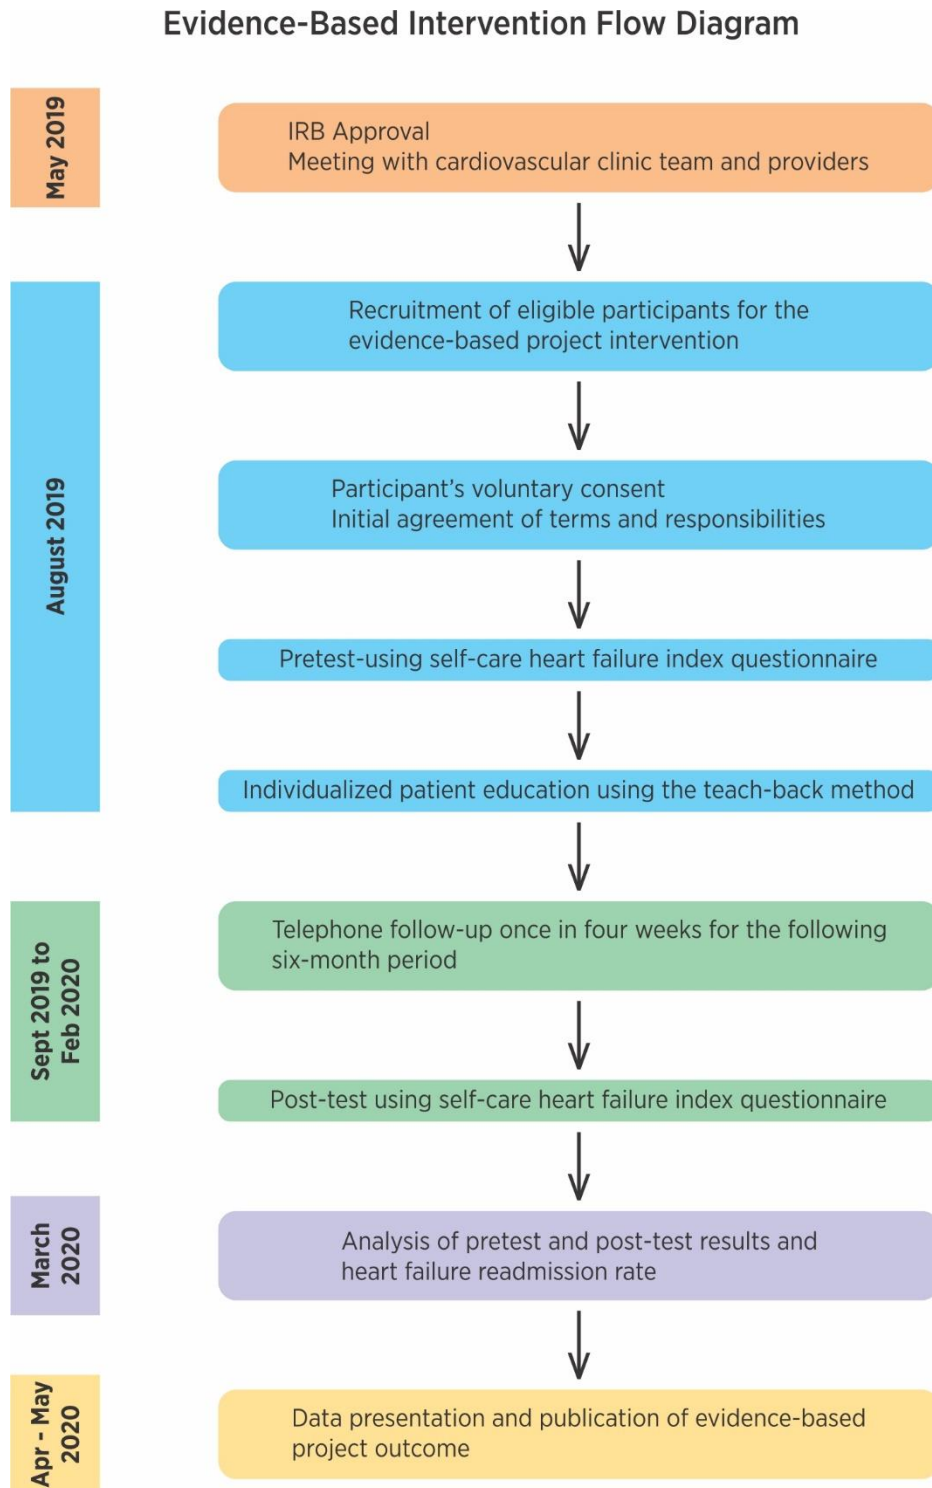 Evidence-Based Intervention Flow Diagram
May 2019
IRB Approval
Meeting with cardiovascular clinic team and providers
August 2019
Recruitment of eligible participants for the
evidence-based project intervention
Participant's voluntary consent
Initial agreement of terms and responsibilities
Pretest-using self-care heart failure index questionnaire
Individualized patient education using the teach-back method
Sept 2019 to
Feb 2020
Telephone follow-up once in four weeks for the following
six-month period
Post-test using self-care heart failure index questionnaire
March
2020
Analysis of pretest and post-test results and
heart failure readmission rate
Apr - May
2020
Data presentation and publication of evidence-based
project outcome